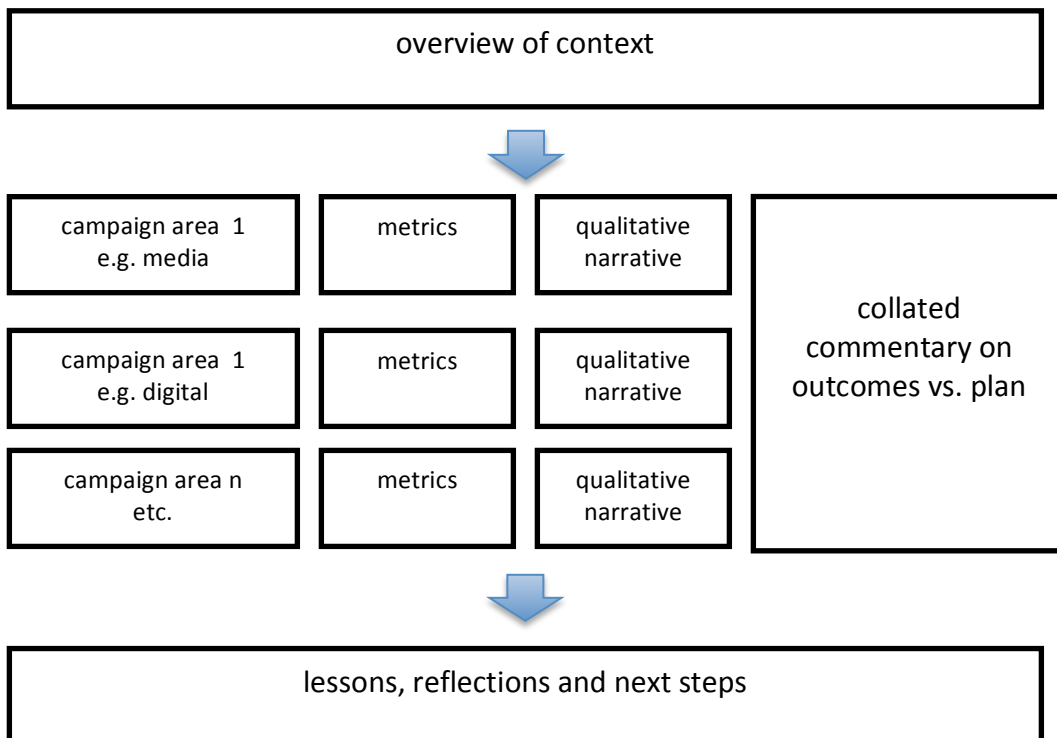 overview of context
campaign area  1
e.g. media
metrics
qualitative
narrative
collated
commentary on
outcomes vs. plan
campaign area  1
e.g. digital
metrics
qualitative
narrative
campaign area n
etc.
metrics
qualitative
narrative
lessons, reflections and next steps